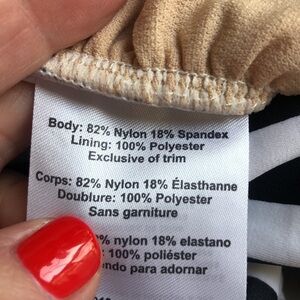 Body: 82% Nylon 18% Spandex
Lining: 100% Polyester
Exclusive of trim
Corps: 82% Nylon 18% Élasthanne
Doublure: 100% Polyester
Sans garniture
% nylon 18% elastano
: 100% poliéster
ndo para adornar